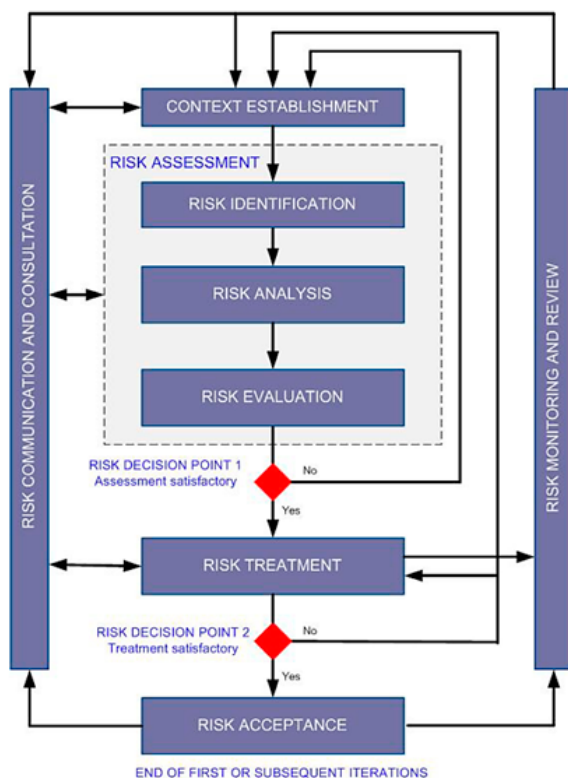 CONTEXT ESTABLISHMENT
RISK ASSESSMENT
RISK IDENTIFICATION
RISK ANALYSIS
RISK EVALUATION
RISK DECISION POINT 1
Assessment satisfactory
No
Yes
RISK TREATMENT
RISK DECISION POINT 2
Treatment satisfactory
No
Yes
RISK ACCEPTANCE
END OF FIRST OR SUBSEQUENT ITERATIONS
RISK COMMUNICATION AND CONSULTATION
RISK MONITORING AND REVIEW